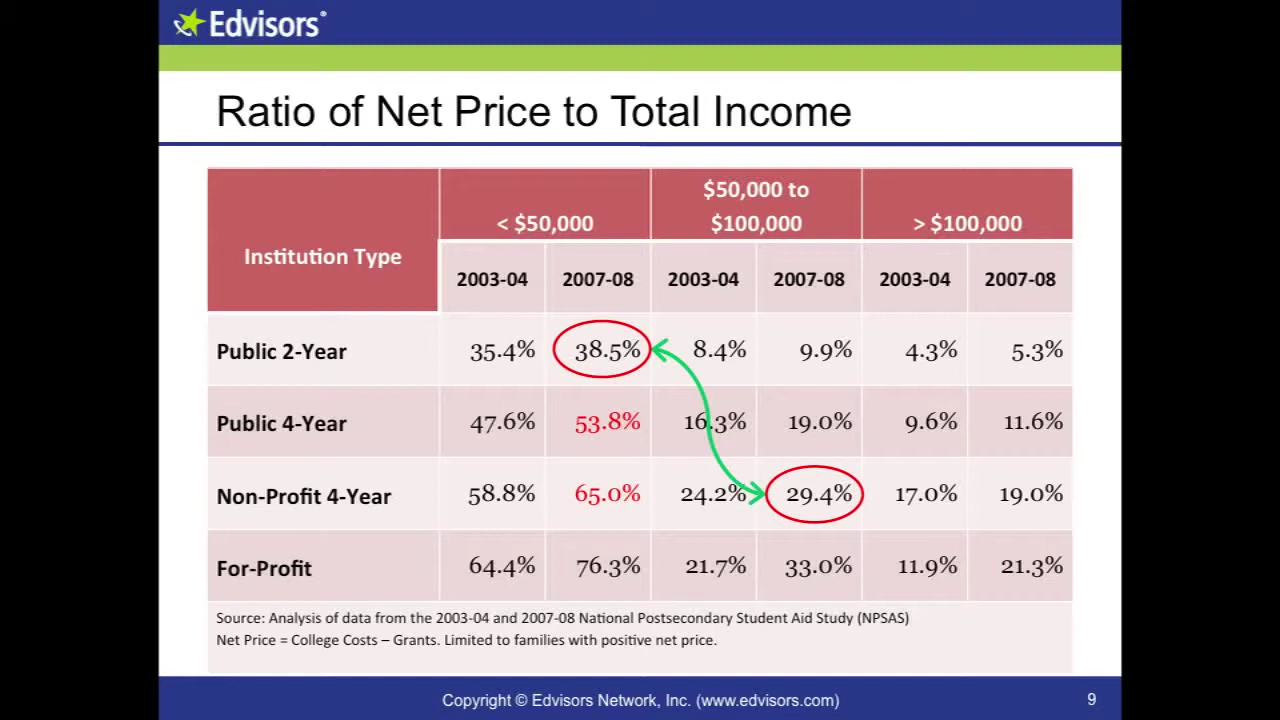 Edvisors®
Ratio of Net Price to Total Income
Institution Type
< $50,000
$50,000 to
$100,000
> $100,000
2003-04 2007-08 2003-04 2007-08 2003-04 2007-08
Public 2-Year 35.4% 38.5% 8.4% 9.9% 4.3% 5.3%
Public 4-Year 47.6% 53.8% 16.3% 19.0% 9.6% 11.6%
Non-Profit 4-Year 58.8% 65.0% 24.2% 29.4% 17.0% 19.0%
For-Profit 64.4% 76.3% 21.7% 33.0% 11.9% 21.3%
Source: Analysis of data from the 2003-04 and 2007-08 National Postsecondary Student Aid Study (NPSAS)
Net Price = College Costs – Grants. Limited to families with positive net price.
Copyright © Edvisors Network, Inc. (www.edvisors.com) 9